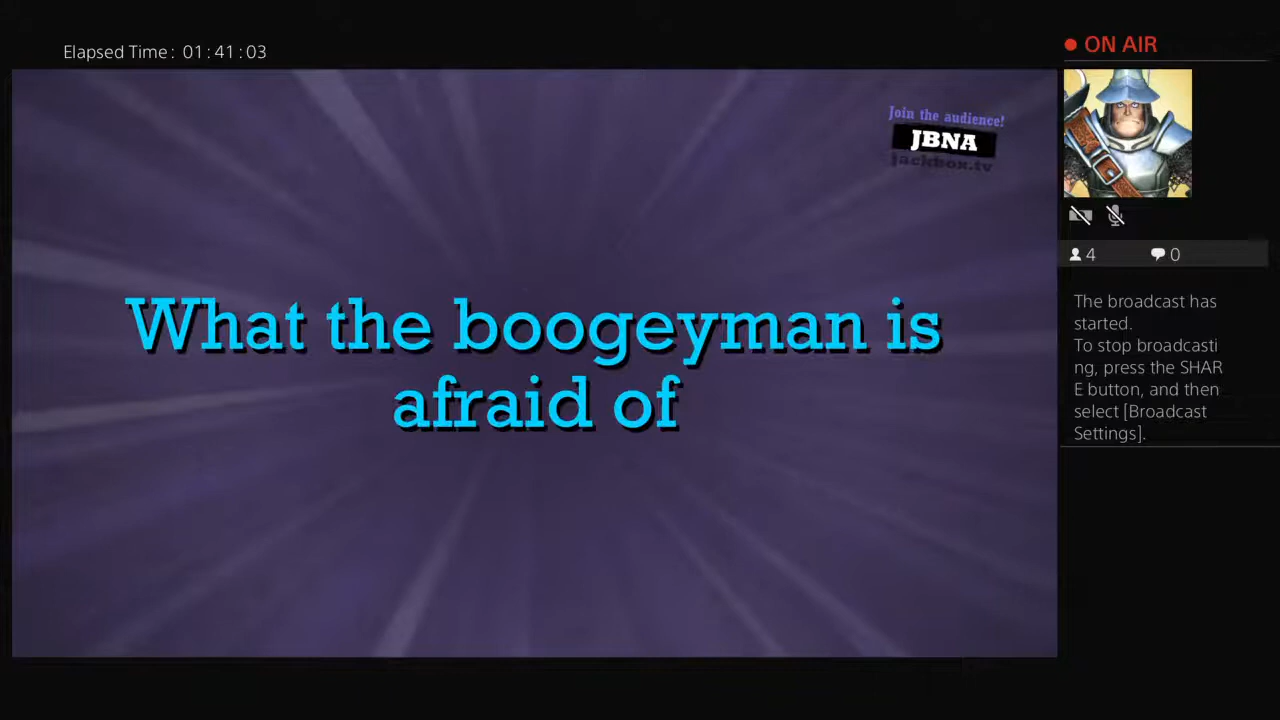 Elapsed Time: 01:41:03
ON AIR
Join the audience!
JBNA
jackbox.tv
4
0
What the boogeyman is
afraid of
The broadcast has
started.
To stop broadcasti
ng, press the SHAR
E button, and then
select [Broadcast
Settings].